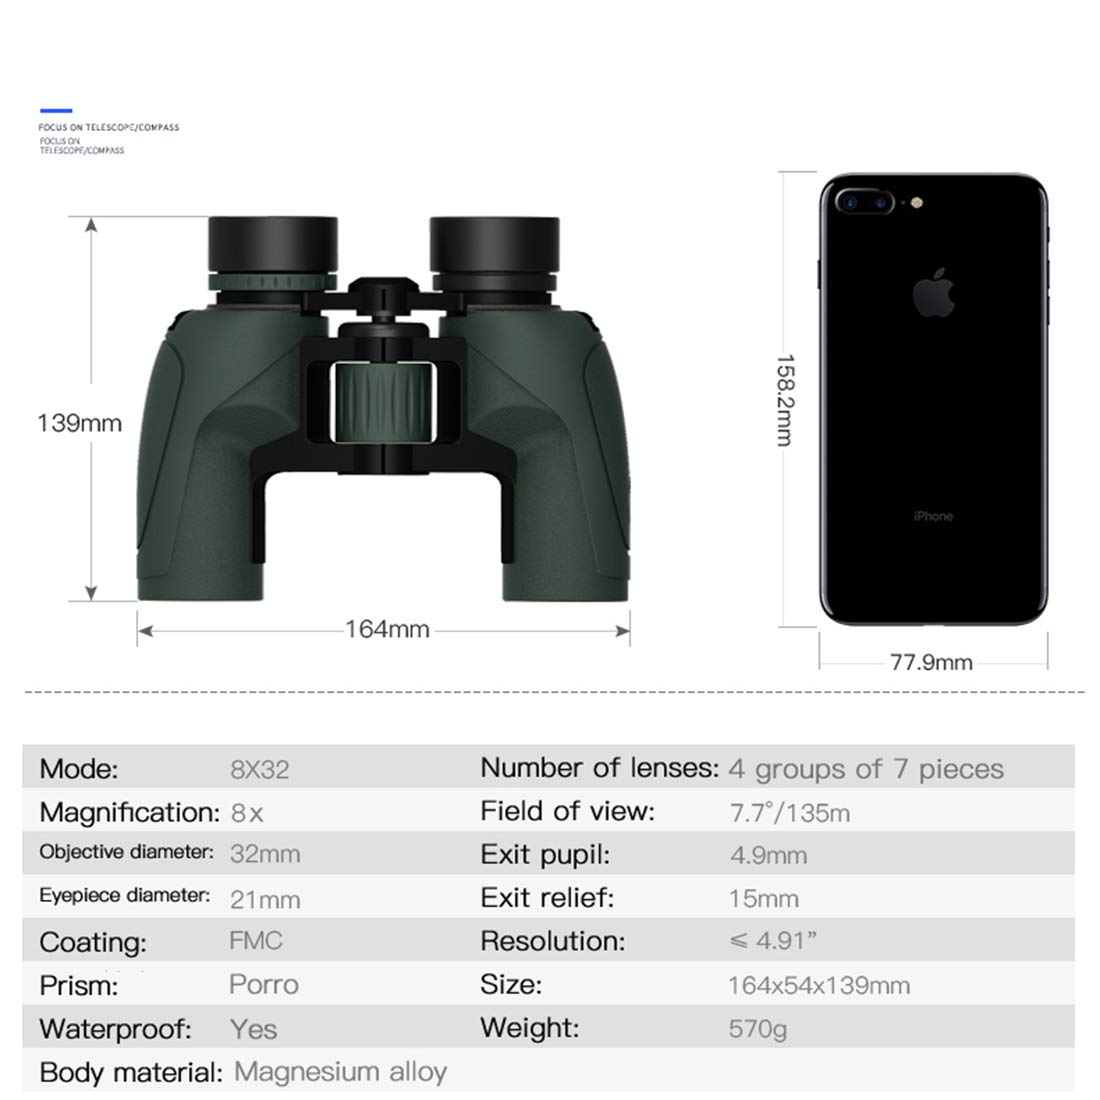 FOCUS ON TELESCOPE/COMPASS
FOCUS ON
TELESCOPE/COMPASS
139mm
164mm
158.2mm
iPhone
77.9mm
Mode: 8X32 Number of lenses: 4 groups of 7 pieces
Magnification: 8x Field of view: 7.7°/135m
Objective diameter: 32mm Exit pupil: 4.9mm
Eyepiece diameter: 21mm Exit relief: 15mm
Coating: FMC Resolution: ⩽ 4.91”
Prism: Porro Size: 164x54x139mm
Waterproof: Yes Weight: 570g
Body material: Magnesium alloy